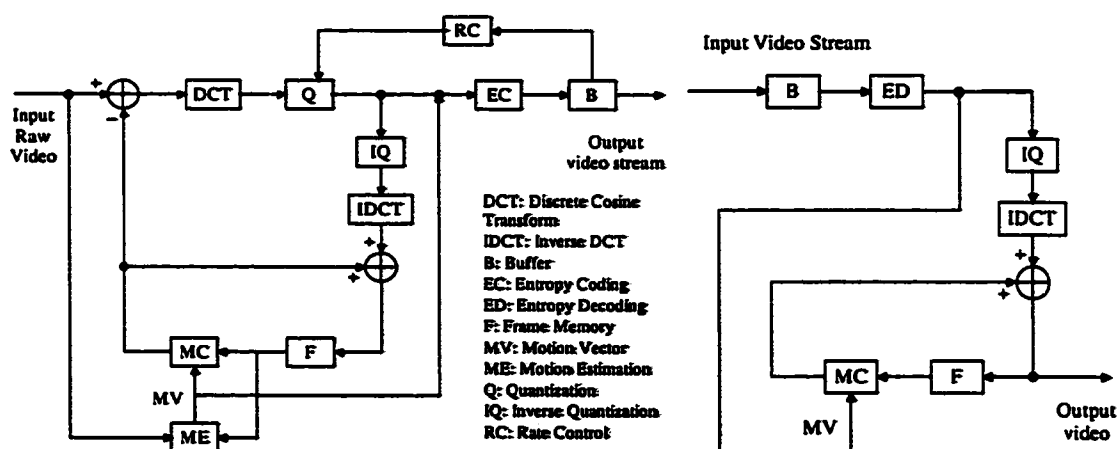 RC
+
DCT
Q
EC
B
−
Input
Raw
Video
Output
video stream
IQ
IDCT
+
+
MC
F
MV
ME
DCT: Discrete Cosine
Transform
IDCT: Inverse DCT
B: Buffer
EC: Entropy Coding
ED: Entropy Decoding
F: Frame Memory
MV: Motion Vector
ME: Motion Estimation
Q: Quantization
IQ: Inverse Quantization
RC: Rate Control
Input Video Stream
B
ED
IQ
IDCT
+
+
MC
F
MV
Output
video